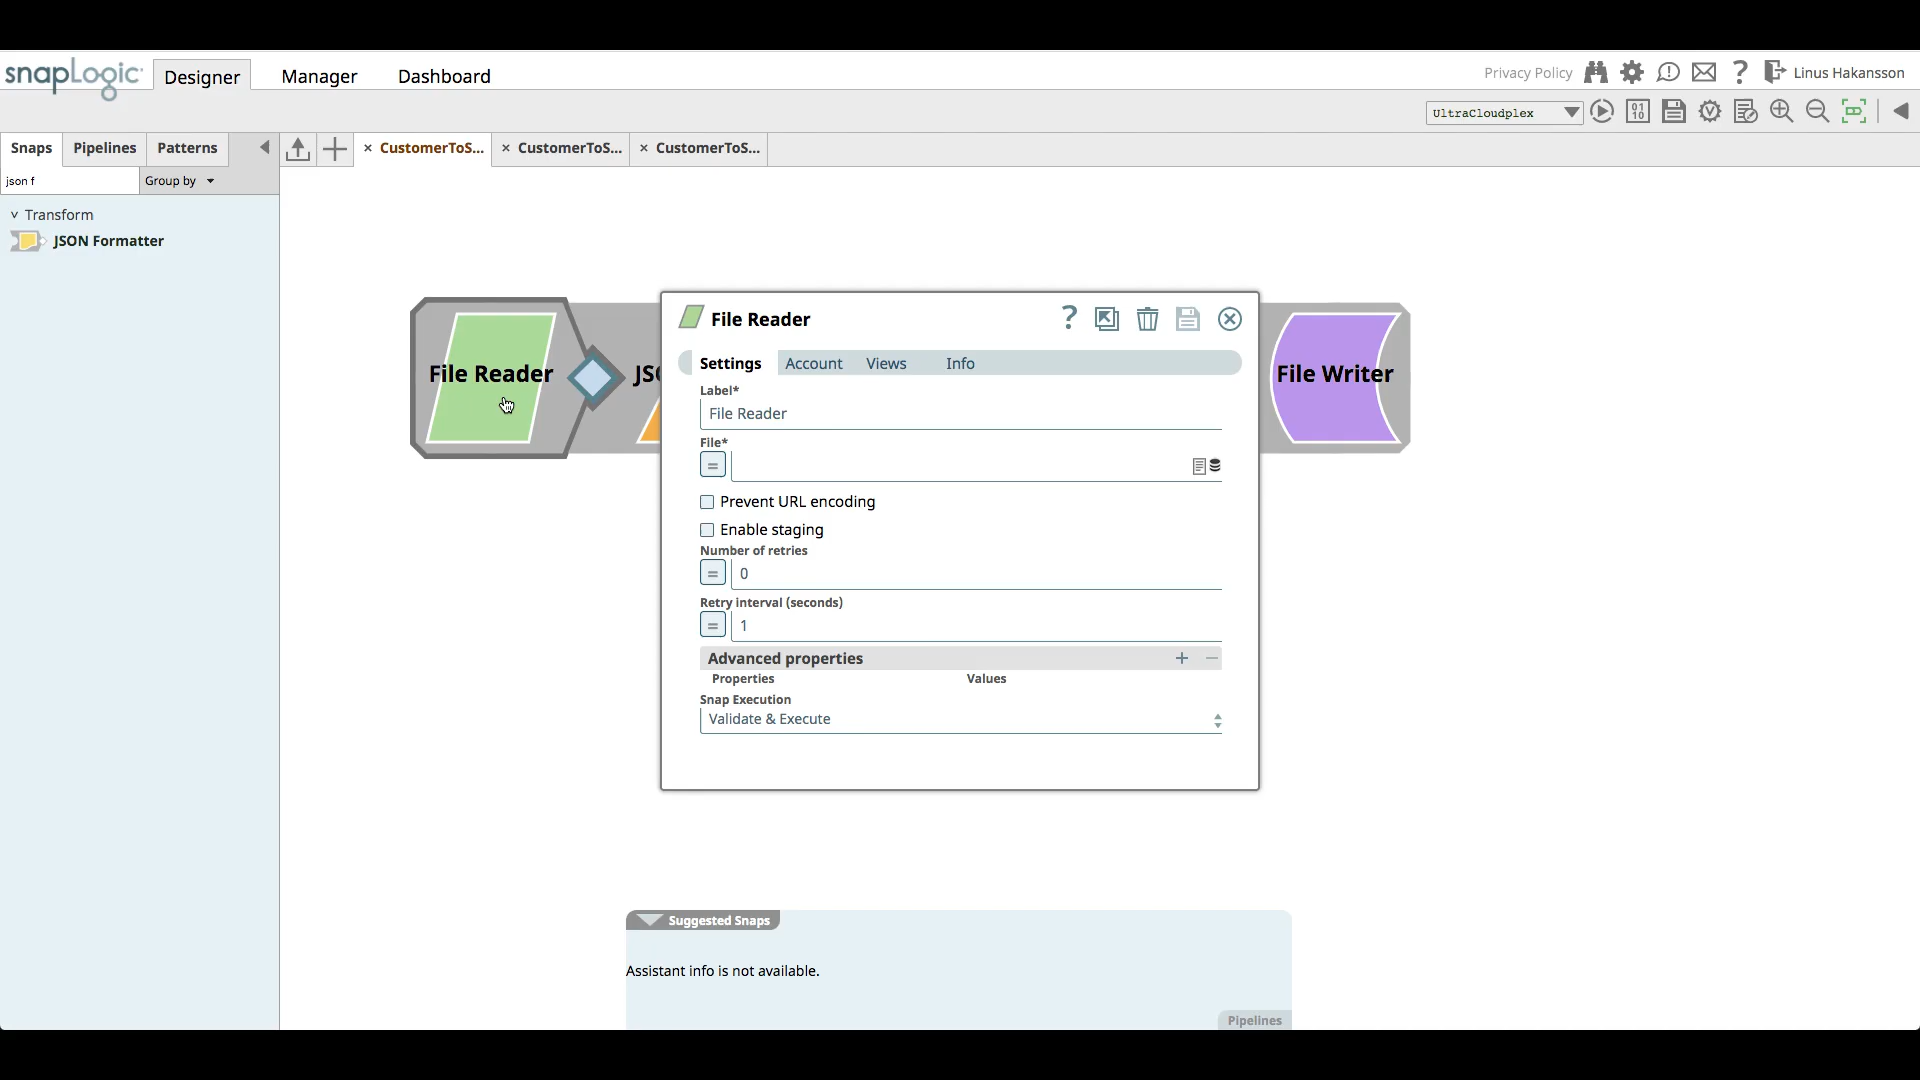 snapLogic
Designer
Manager
Dashboard
Privacy Policy
Linus Hakansson
UltraCloudplex
Snaps
Pipelines
Patterns
CustomerToS...
CustomerToS...
CustomerToS...
json f
Group by
Transform
JSON Formatter
File Reader
File Writer
File Reader
Settings
Account
Views
Info
Label*
File Reader
File*
=
Prevent URL encoding
Enable staging
Number of retries
= 0
Retry interval (seconds)
= 1
Advanced properties
Properties Values
Snap Execution
Validate & Execute
Suggested Snaps
Assistant info is not available.
Pipelines